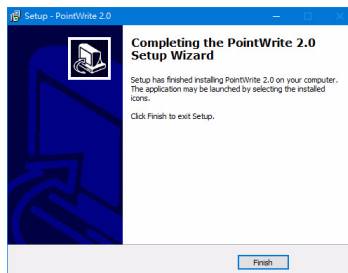 Setup - PointWrite 2.0
Completing the PointWrite 2.0
Setup Wizard
Setup has finished installing PointWrite 2.0 on your computer.
The application may be launched by selecting the installed
icons.
Click Finish to exit Setup.
Finish